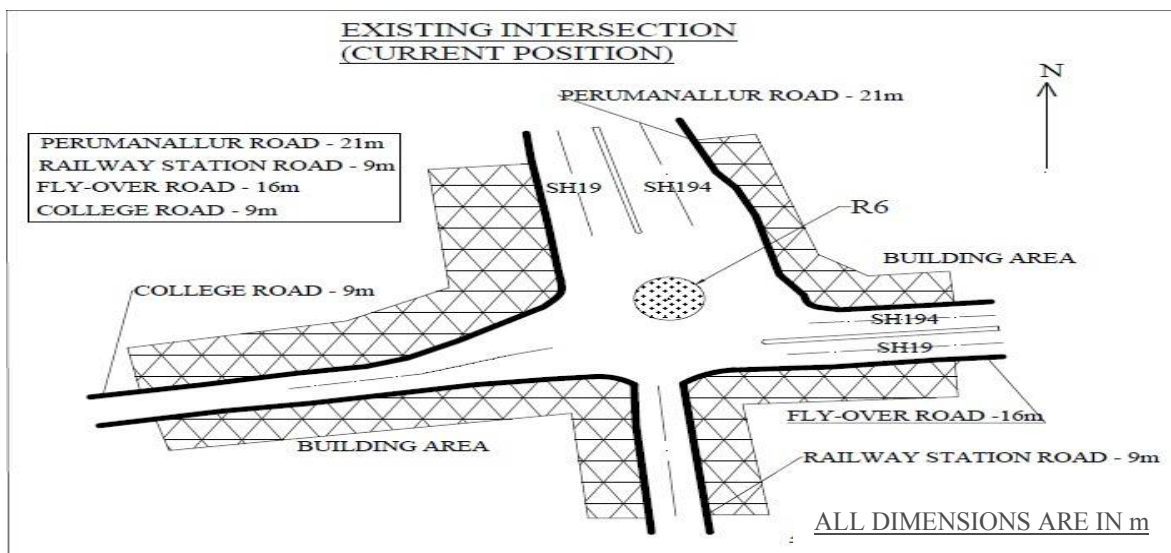 EXISTING INTERSECTION
(CURRENT POSITION)
N
PERUMANALLUR ROAD - 21m
PERUMANALLUR ROAD - 21m
RAILWAY STATION ROAD - 9m
FLY-OVER ROAD - 16m
COLLEGE ROAD - 9m
SH19
SH194
R6
BUILDING AREA
COLLEGE ROAD - 9m
SH194
SH19
FLY-OVER ROAD -16m
BUILDING AREA
RAILWAY STATION ROAD - 9m
ALL DIMENSIONS ARE IN m